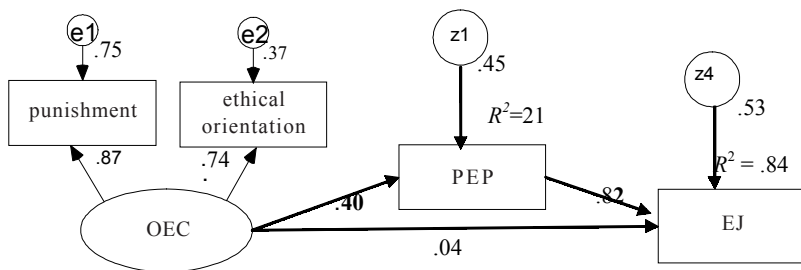 e1
.75
e2
.37
z1
.45
z4
.53
punishment
ethical
orientation
R²=21
R² = .84
.87
.74
.
PEP
.40
.82
EJ
OEC
.04